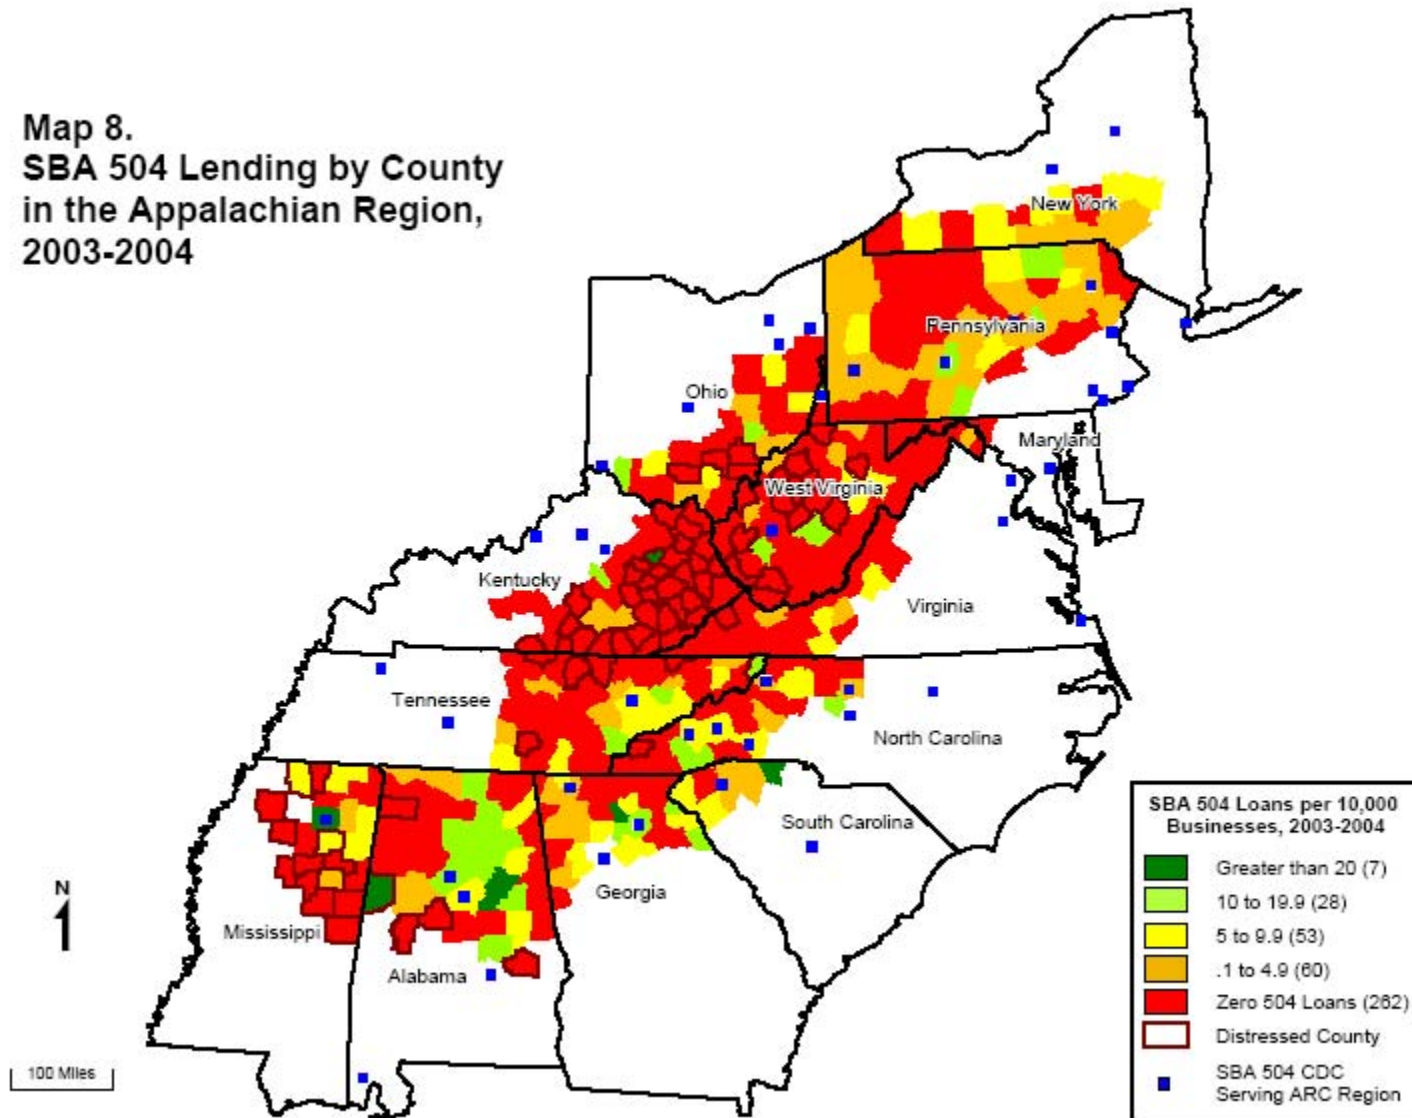 Map 8.
SBA 504 Lending by County
in the Appalachian Region,
2003-2004
New York
Pennsylvania
Ohio
Maryland
West Virginia
Kentucky
Virginia
Tennessee
North Carolina
South Carolina
Georgia
Mississippi
Alabama
N
100 Miles
SBA 504 Loans per 10,000
Businesses, 2003-2004
Greater than 20 (7)
10 to 19.9 (28)
5 to 9.9 (53)
.1 to 4.9 (60)
Zero 504 Loans (262)
Distressed County
SBA 504 CDC
Serving ARC Region